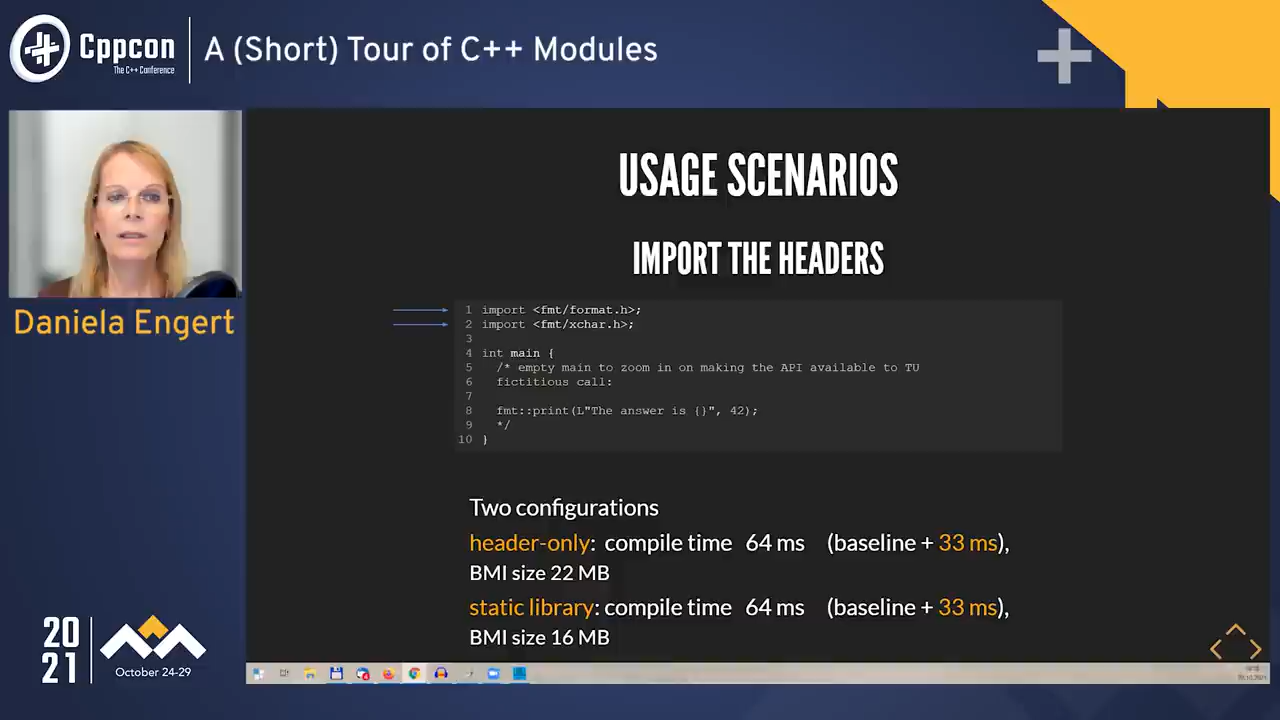 Cppcon
The C++ Conference
A (Short) Tour of C++ Modules
Daniela Engert
USAGE SCENARIOS
IMPORT THE HEADERS
1 import <fmt/format.h>;
2 import <fmt/xchar.h>;
3
4 int main {
5 /* empty main to zoom in on making the API available to TU
6 fictitious call:
7
8 fmt::print(L"The answer is {}", 42);
9 */
10 }
Two configurations
header-only: compile time 64 ms (baseline + 33 ms),
BMI size 22 MB
static library: compile time 64 ms (baseline + 33 ms),
BMI size 16 MB
20
21
October 24-29